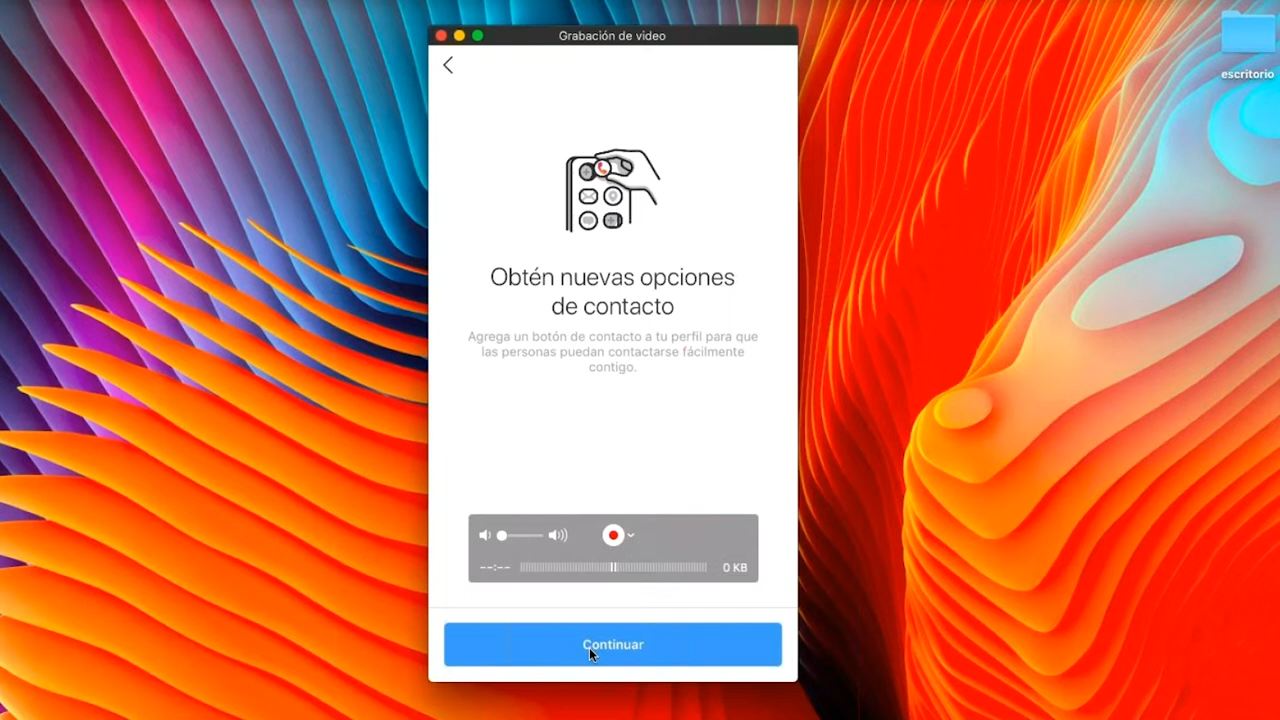 Grabación de video
escritorio
Obtén nuevas opciones
de contacto
Agrega un botón de contacto a tu perfil para que
las personas puedan contactarse fácilmente
contigo.
--:--
0 KB
Continuar